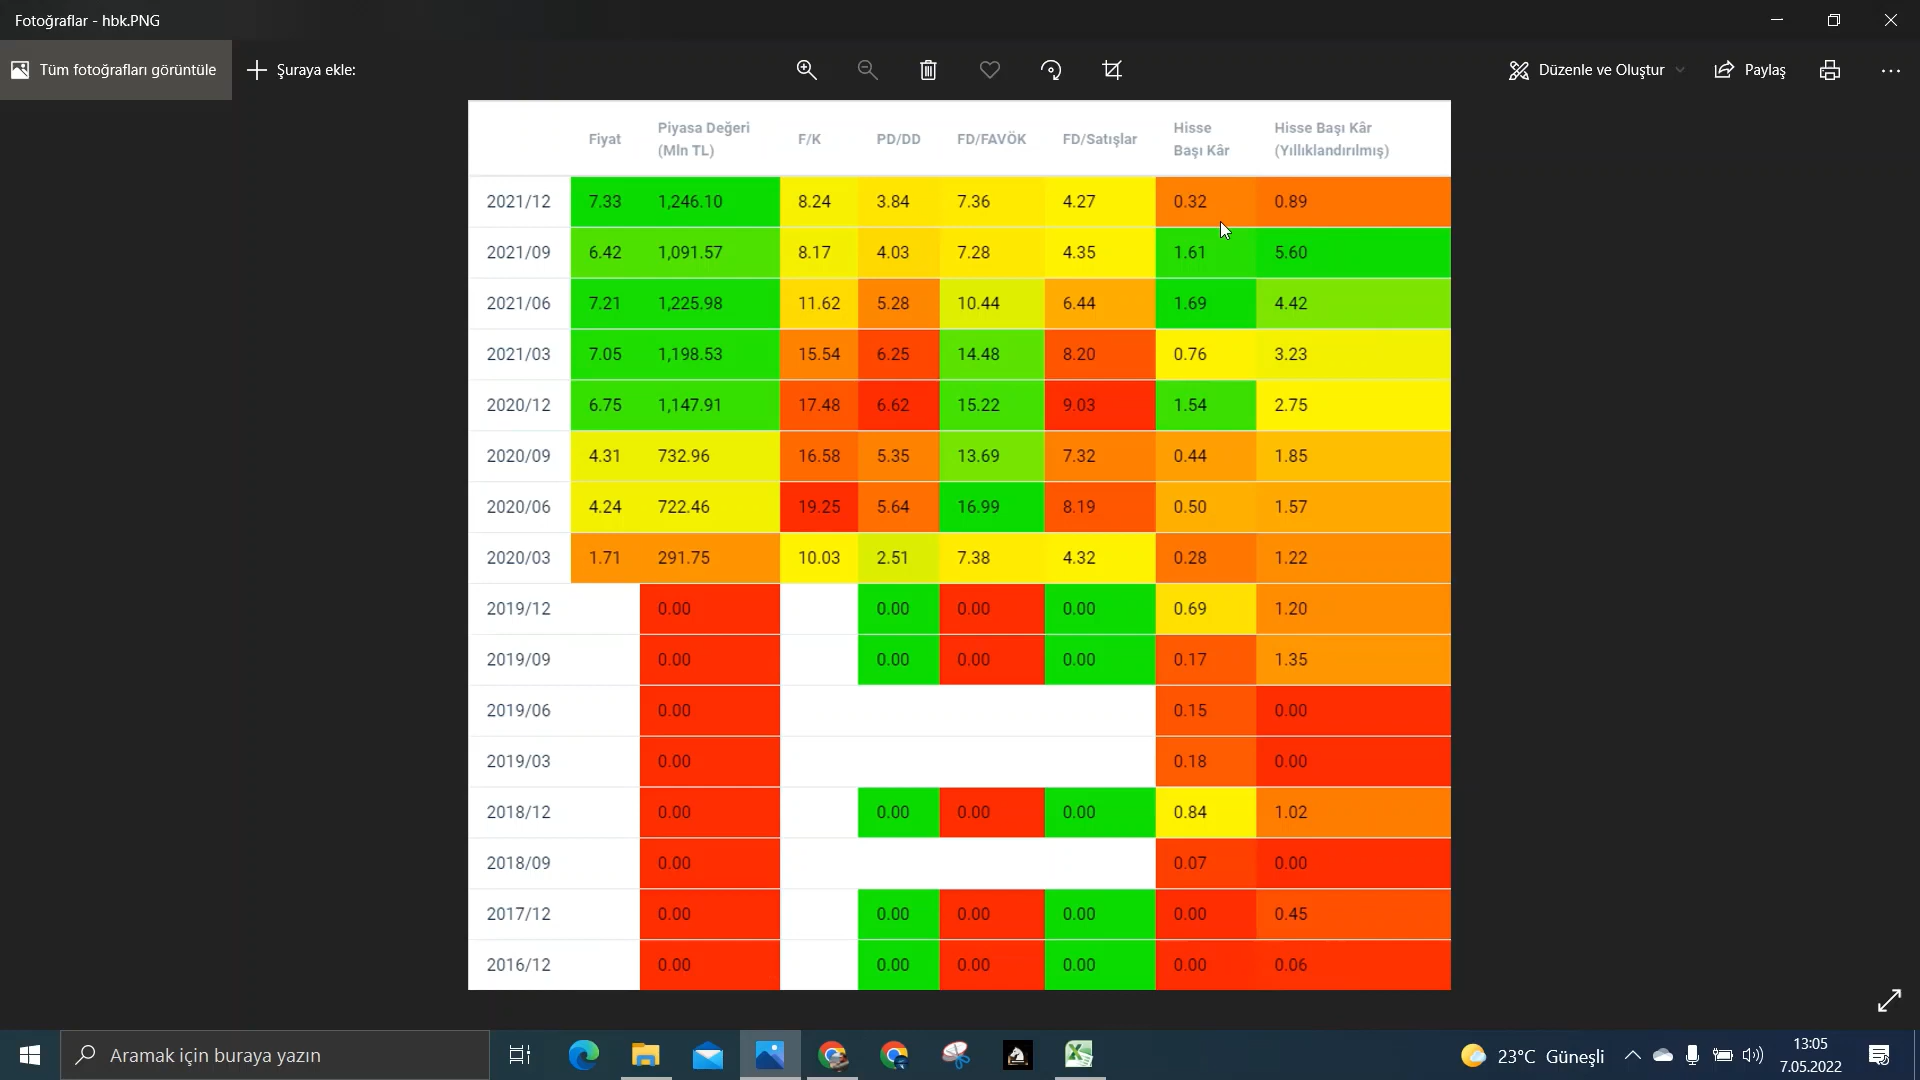 Fotoğraflar - hbk.PNG
Tüm fotoğrafları görüntüle Şuraya ekle: Düzenle ve Oluştur Paylaş
Fiyat Piyasa Değeri (Mln TL) F/K PD/DD FD/FAVÖK FD/Satışlar Hisse Başı Kâr Hisse Başı Kâr (Yıllıklandırılmış)
2021/12 7.33 1,246.10 8.24 3.84 7.36 4.27 0.32 0.89
2021/09 6.42 1,091.57 8.17 4.03 7.28 4.35 1.61 5.60
2021/06 7.21 1,225.98 11.62 5.28 10.44 6.44 1.69 4.42
2021/03 7.05 1,198.53 15.54 6.25 14.48 8.20 0.76 3.23
2020/12 6.75 1,147.91 17.48 6.62 15.22 9.03 1.54 2.75
2020/09 4.31 732.96 16.58 5.35 13.69 7.32 0.44 1.85
2020/06 4.24 722.46 19.25 5.64 16.99 8.19 0.50 1.57
2020/03 1.71 291.75 10.03 2.51 7.38 4.32 0.28 1.22
2019/12 0.00 0.00 0.00 0.00 0.69 1.20
2019/09 0.00 0.00 0.00 0.00 0.17 1.35
2019/06 0.00 0.15 0.00
2019/03 0.00 0.18 0.00
2018/12 0.00 0.00 0.00 0.00 0.84 1.02
2018/09 0.00 0.07 0.00
2017/12 0.00 0.00 0.00 0.00 0.00 0.45
2016/12 0.00 0.00 0.00 0.00 0.00 0.06
Aramak için buraya yazın 23°C Güneşli 13:05
7.05.2022